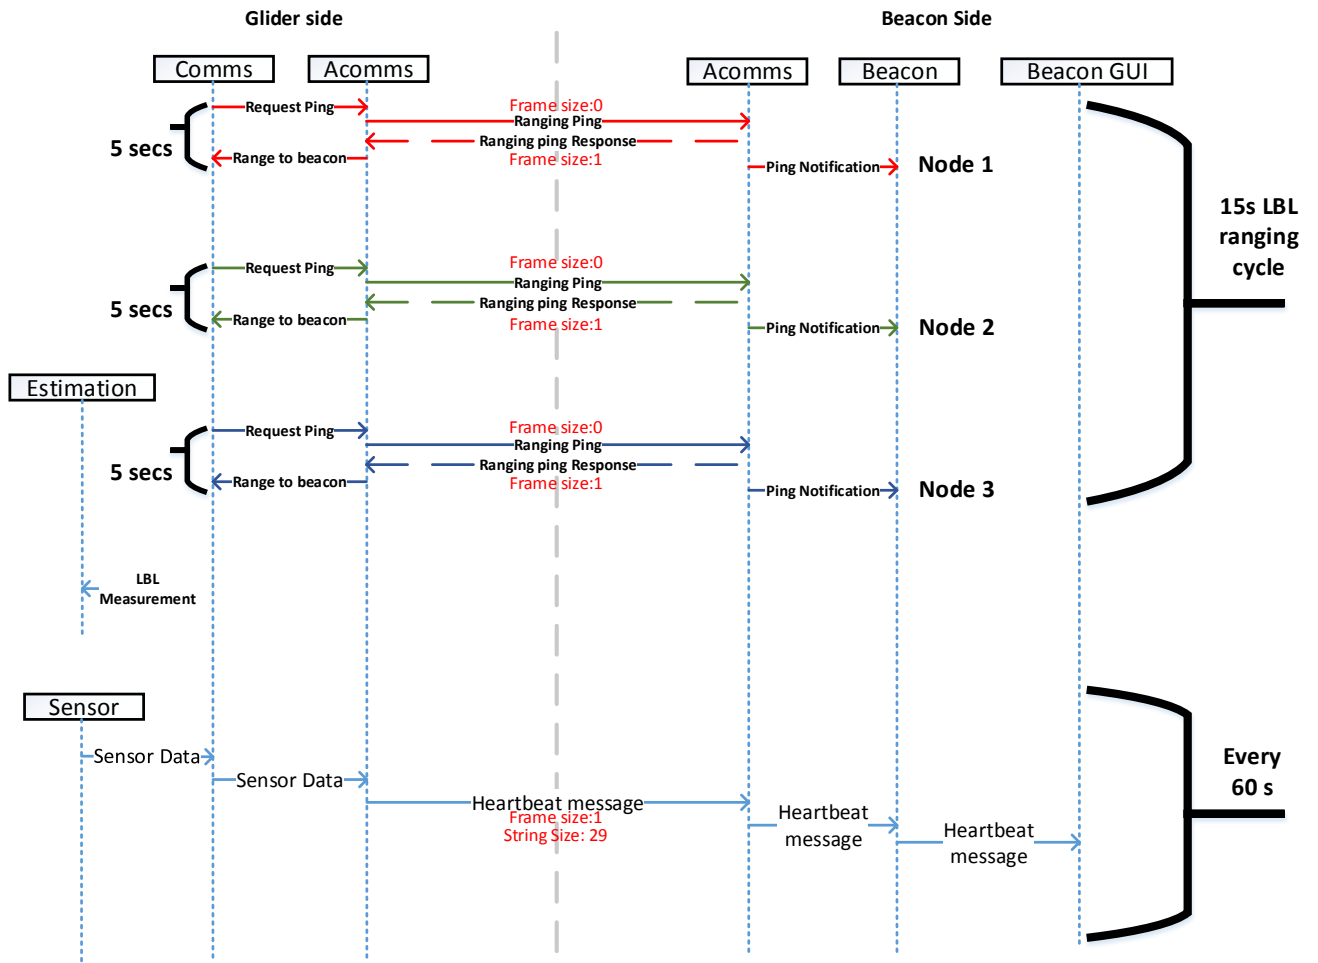 Glider side
Beacon Side
Comms
Acomms
Acomms
Beacon
Beacon GUI
5 secs
Request Ping
Frame size:0
Ranging Ping
Ranging ping Response
Range to beacon
Frame size:1
Ping Notification
Node 1
15s LBL
ranging
cycle
5 secs
Request Ping
Frame size:0
Ranging Ping
Ranging ping Response
Range to beacon
Frame size:1
Ping Notification
Node 2
Estimation
5 secs
Request Ping
Frame size:0
Ranging Ping
Ranging ping Response
Range to beacon
Frame size:1
Ping Notification
Node 3
LBL
Measurement
Sensor
Sensor Data
Sensor Data
Heartbeat message
Frame size:1
String Size: 29
Heartbeat
message
Heartbeat
message
Every
60 s